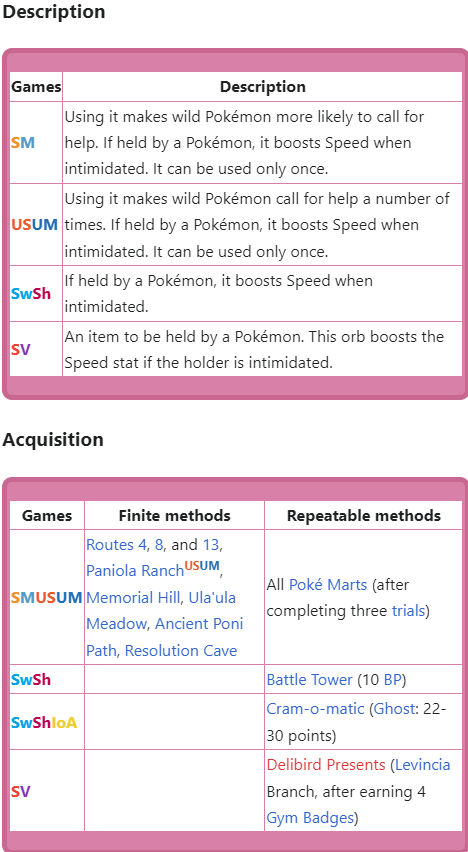 Description
Games Description
SM
Using it makes wild Pokémon more likely to call for
help. If held by a Pokémon, it boosts Speed when
intimidated. It can be used only once.
USUM
Using it makes wild Pokémon call for help a number of
times. If held by a Pokémon, it boosts Speed when
intimidated. It can be used only once.
SwSh
If held by a Pokémon, it boosts Speed when
intimidated.
SV
An item to be held by a Pokémon. This orb boosts the
Speed stat if the holder is intimidated.
Acquisition
Games Finite methods Repeatable methods
SMUSUM
Routes 4, 8, and 13,
Paniola RanchUSUM,
Memorial Hill, Ula'ula
Meadow, Ancient Poni
Path, Resolution Cave
All Poké Marts (after
completing three trials)
SwSh
Battle Tower (10 BP)
SwShIoA
Cram-o-matic (Ghost: 22-
30 points)
SV
Delibird Presents (Levincia
Branch, after earning 4
Gym Badges)